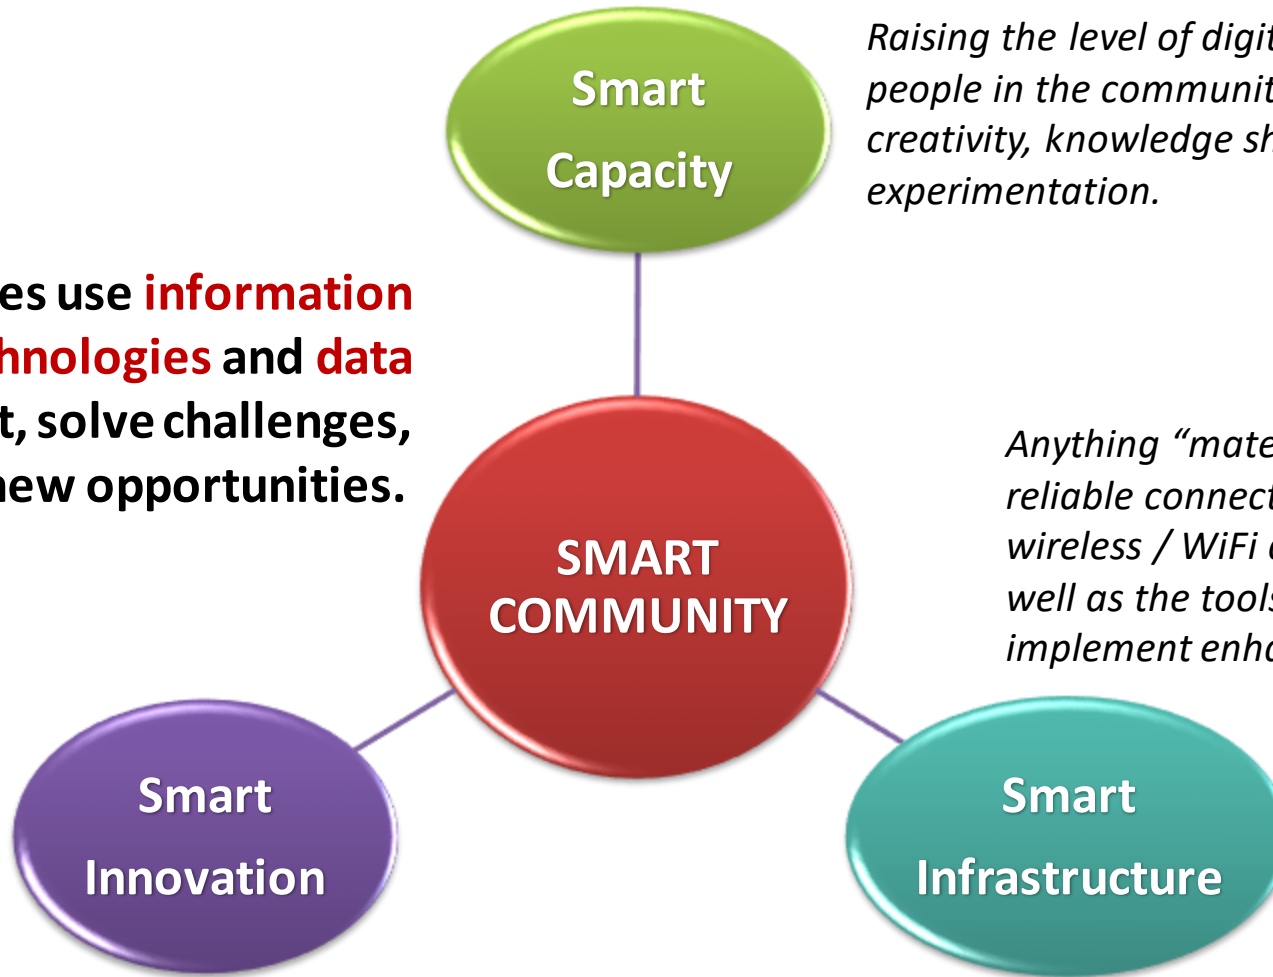 Smart
Capacity
Raising the level of digit
people in the communit
creativity, knowledge sh
experimentation.
es use information
hnologies and data
t, solve challenges,
new opportunities.
SMART
COMMUNITY
Anything “mate
reliable connect
wireless / WiFi
well as the tools
implement enha
Smart
Innovation
Smart
Infrastructure